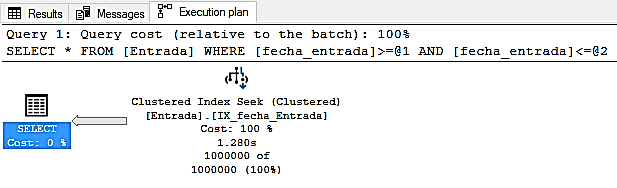 Results Messages Execution plan
Query 1: Query cost (relative to the batch): 100%
SELECT * FROM [Entrada] WHERE [fecha_entrada]>=@1 AND [fecha_entrada]<=@2
Clustered Index Seek (Clustered)
[Entrada].[IX_fecha_Entrada]
Cost: 100 %
1.280s
1000000 of
1000000 (100%)
SELECT
Cost: 0 %